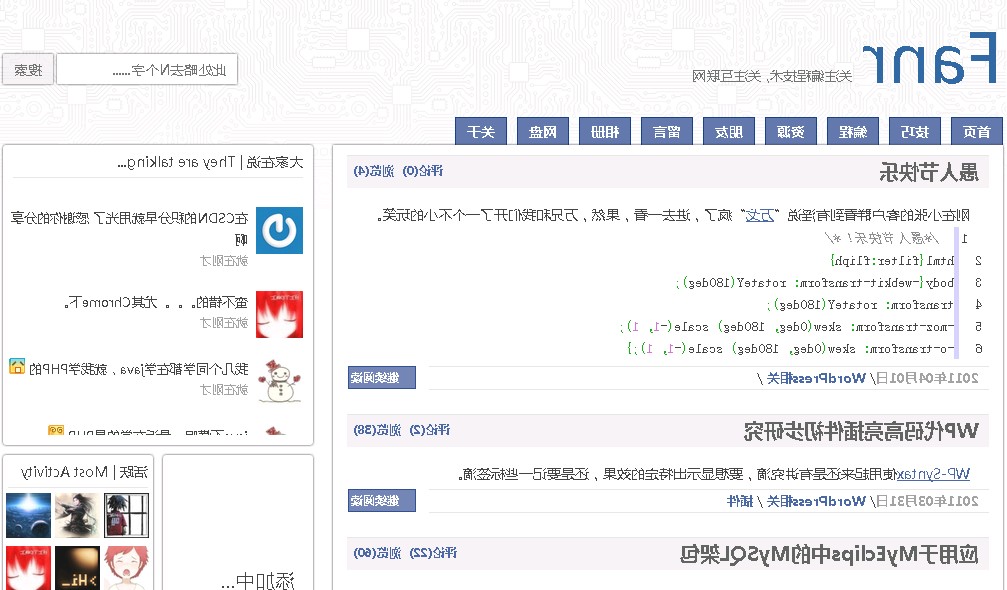 Fanr
关注编程技术, 关注互联网
此处略去N个字......
搜索
首页 技巧 编程 资源 朋友 留言 相册 网盘 关于
愚人节快乐
评论(0) 浏览(4)
刚在小张的客户群看到有淫说“万戈”疯了，进去一看，果然，万兄和我们开了一个不小的玩笑。
1 /*愚人节快乐！*/
2 html{filter:fliph}
3 body{-webkit-transform: rotateY(180deg);
4 transform: rotateY(180deg);
5 -moz-transform: skew(0deg, 180deg) scale(-1, 1);
6 -o-transform: skew(0deg, 180deg) scale(-1, 1);}
2011年04月01日/ WordPress相关 /
继续阅读
WP代码高亮插件初步研究
评论(2) 浏览(38)
WP-Syntax使用起来还是有讲究滴，要想显示出特定的效果，还是要记一些标签滴。
2011年03月31日/ WordPress相关 / 插件
继续阅读
应用于MyEclips中的MySQL架包
评论(22) 浏览(60)
大家在说 | They are talking...
在CSDN的积分早就用光了 感谢你的分享
啊
就在刚才
蛮不错的。。。尤其Chrome下。
就在刚才
我几个同学都在学java，就我学PHP的
就在刚才
添加中...
活跃 | Most Activity
>Hi_